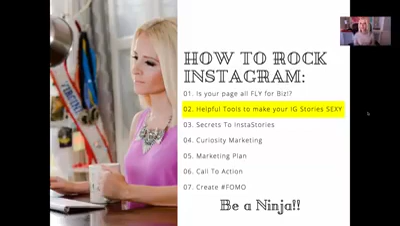 HOW TO ROCK
INSTAGRAM:
01. Is your page all FLY for Biz!?
02. Helpful Tools to make your IG Stories SEXY
03. Secrets To InstaStories
04. Curiosity Marketing
05. Marketing Plan
06. Call To Action
07. Create #FOMO
Be a Ninja!!